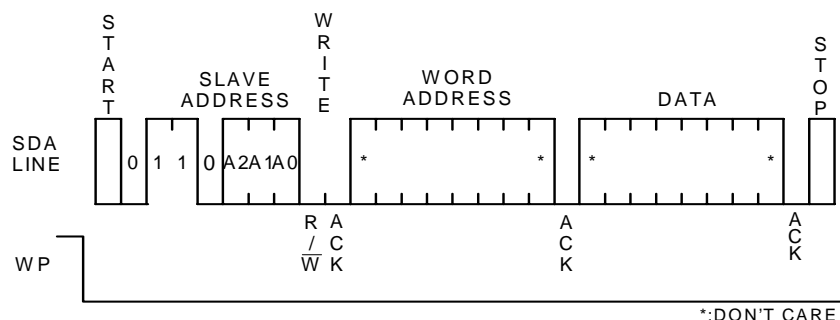 START
WRITE
STOP
SLAVE
ADDRESS
WORD
ADDRESS
DATA
SDA
LINE
0 1 1 0 A2 A1 A0
* * * *
R/W
ACK
ACK
ACK
WP
*:DON'T CARE